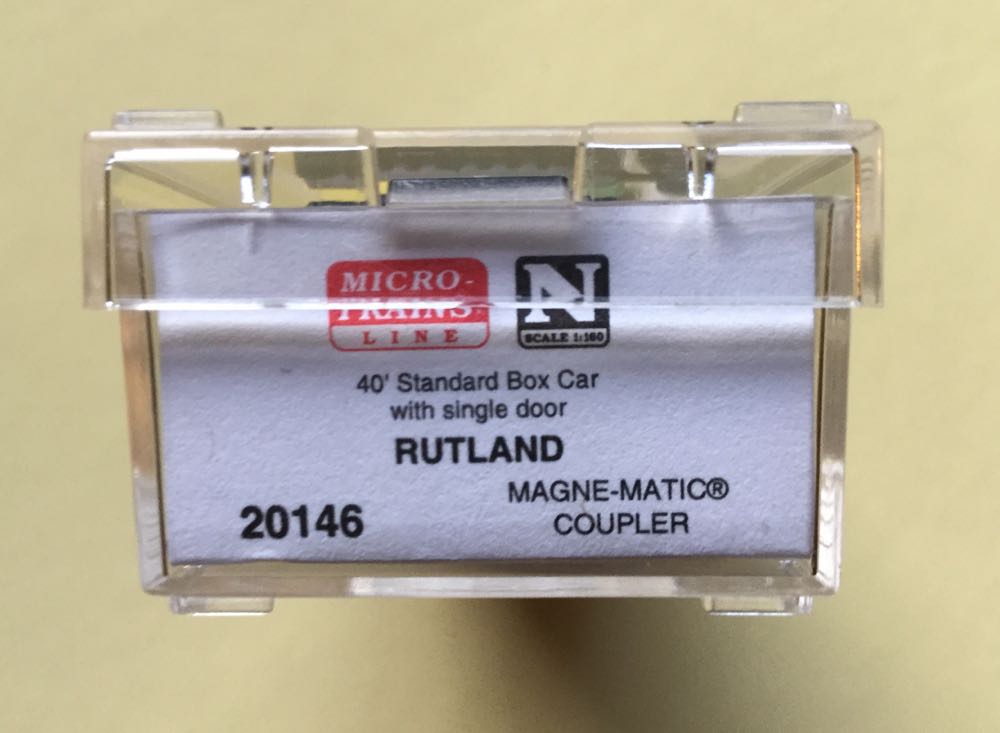 MICRO-
TRAINS
LINE
N
SCALE 1:160
40' Standard Box Car
with single door
RUTLAND
20146
MAGNE-MATIC®
COUPLER